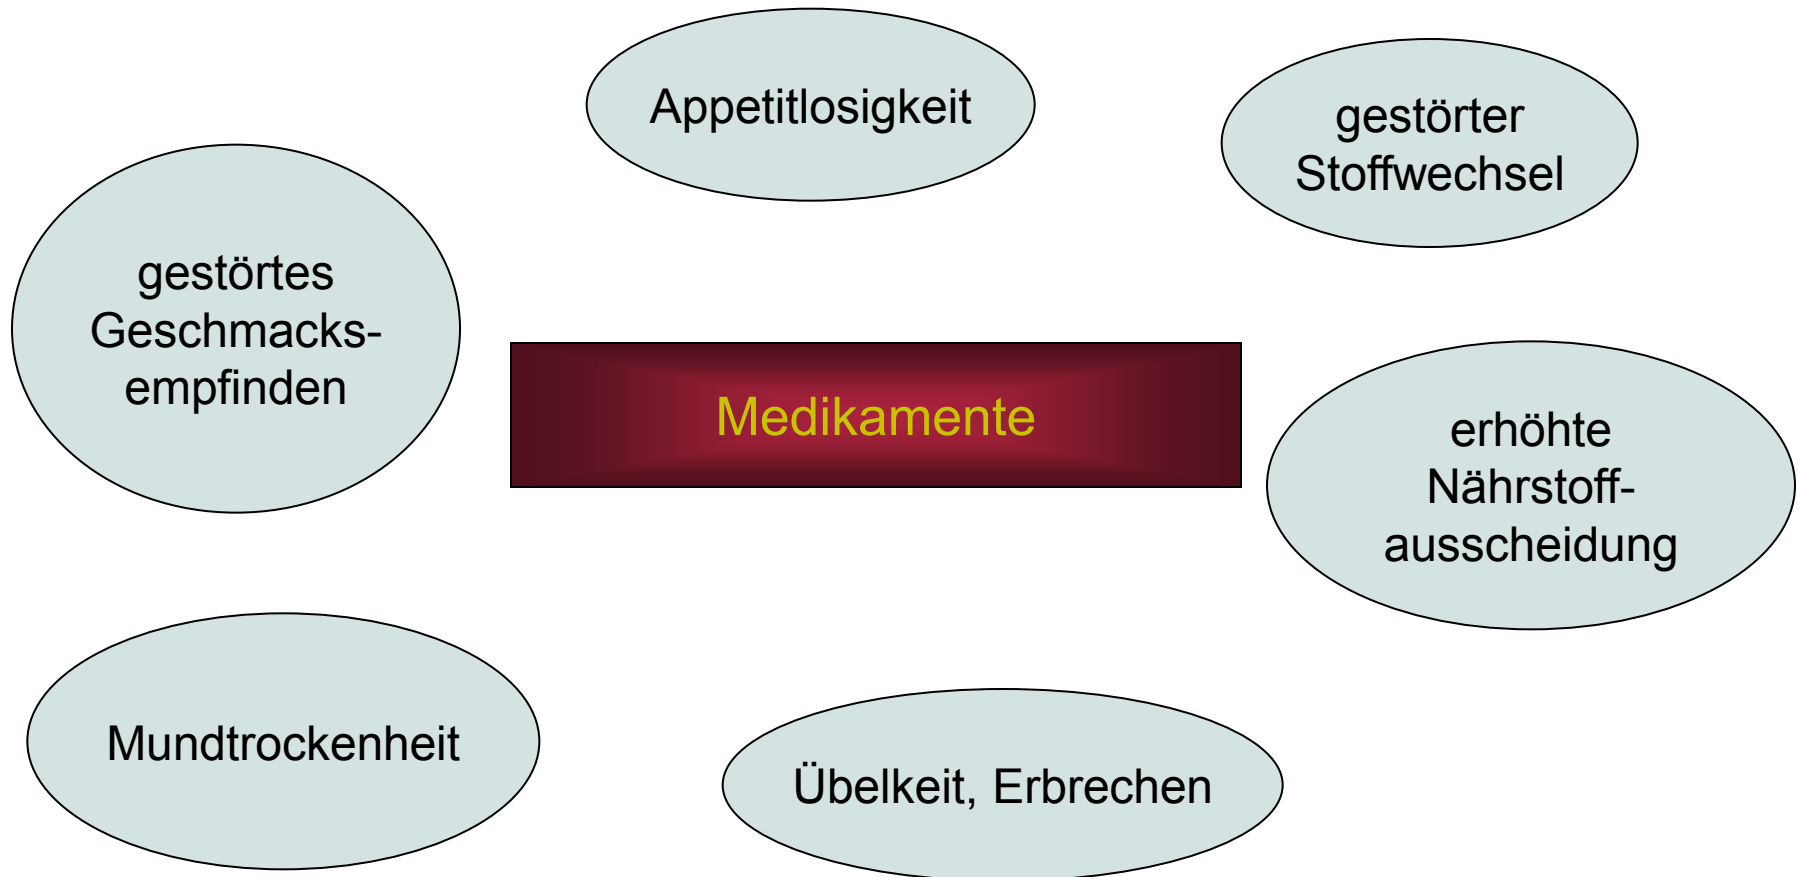 Appetitlosigkeit
gestörter
Stoffwechsel
gestörtes
Geschmacks-
empfinden
Medikamente
erhöhte
Nährstoff-
ausscheidung
Mundtrockenheit
Übelkeit, Erbrechen